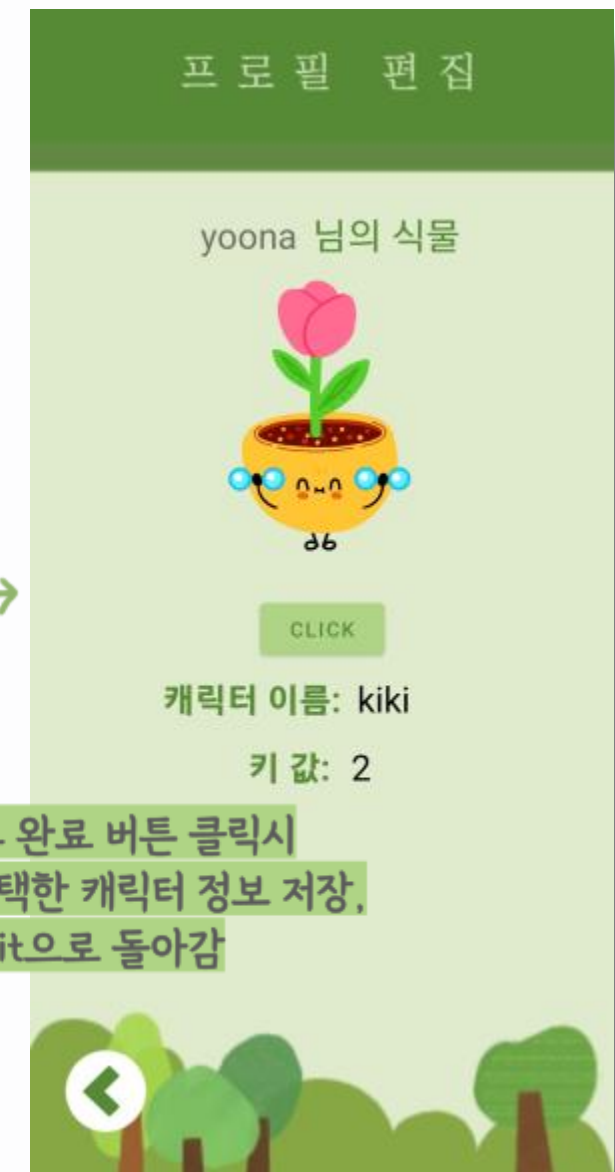 프로필 편집
yoona 님의 식물
CLICK
캐릭터 이름: kiki
키 값: 2
완료 버튼 클릭시
택한 캐릭터 정보 저장,
it으로 돌아감